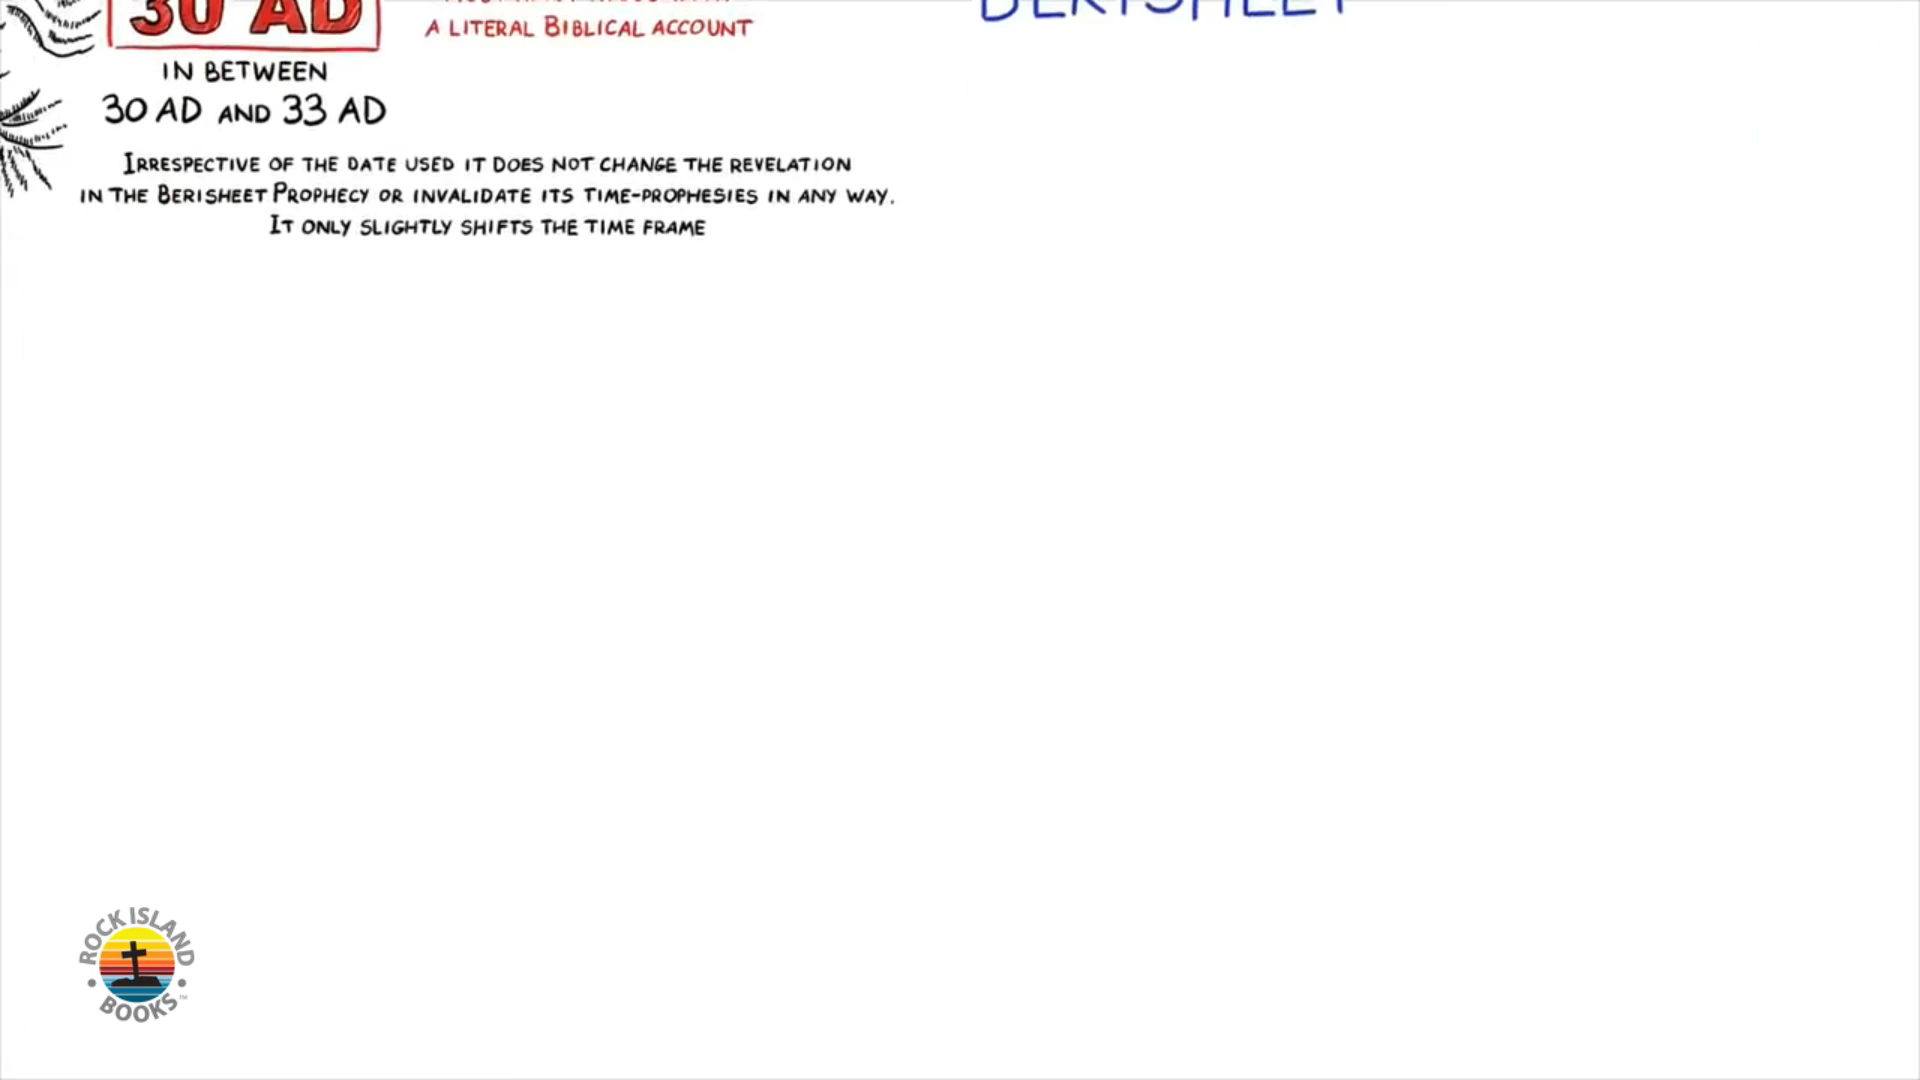 30 AD
A LITERAL BIBLICAL ACCOUNT
BERISHEET
IN BETWEEN
30 AD AND 33 AD
IRRESPECTIVE OF THE DATE USED IT DOES NOT CHANGE THE REVELATION
IN THE BERISHEET PROPHECY OR INVALIDATE ITS TIME-PROPHESIES IN ANY WAY.
IT ONLY SLIGHTLY SHIFTS THE TIME FRAME
ROCK ISLAND
BOOKS™